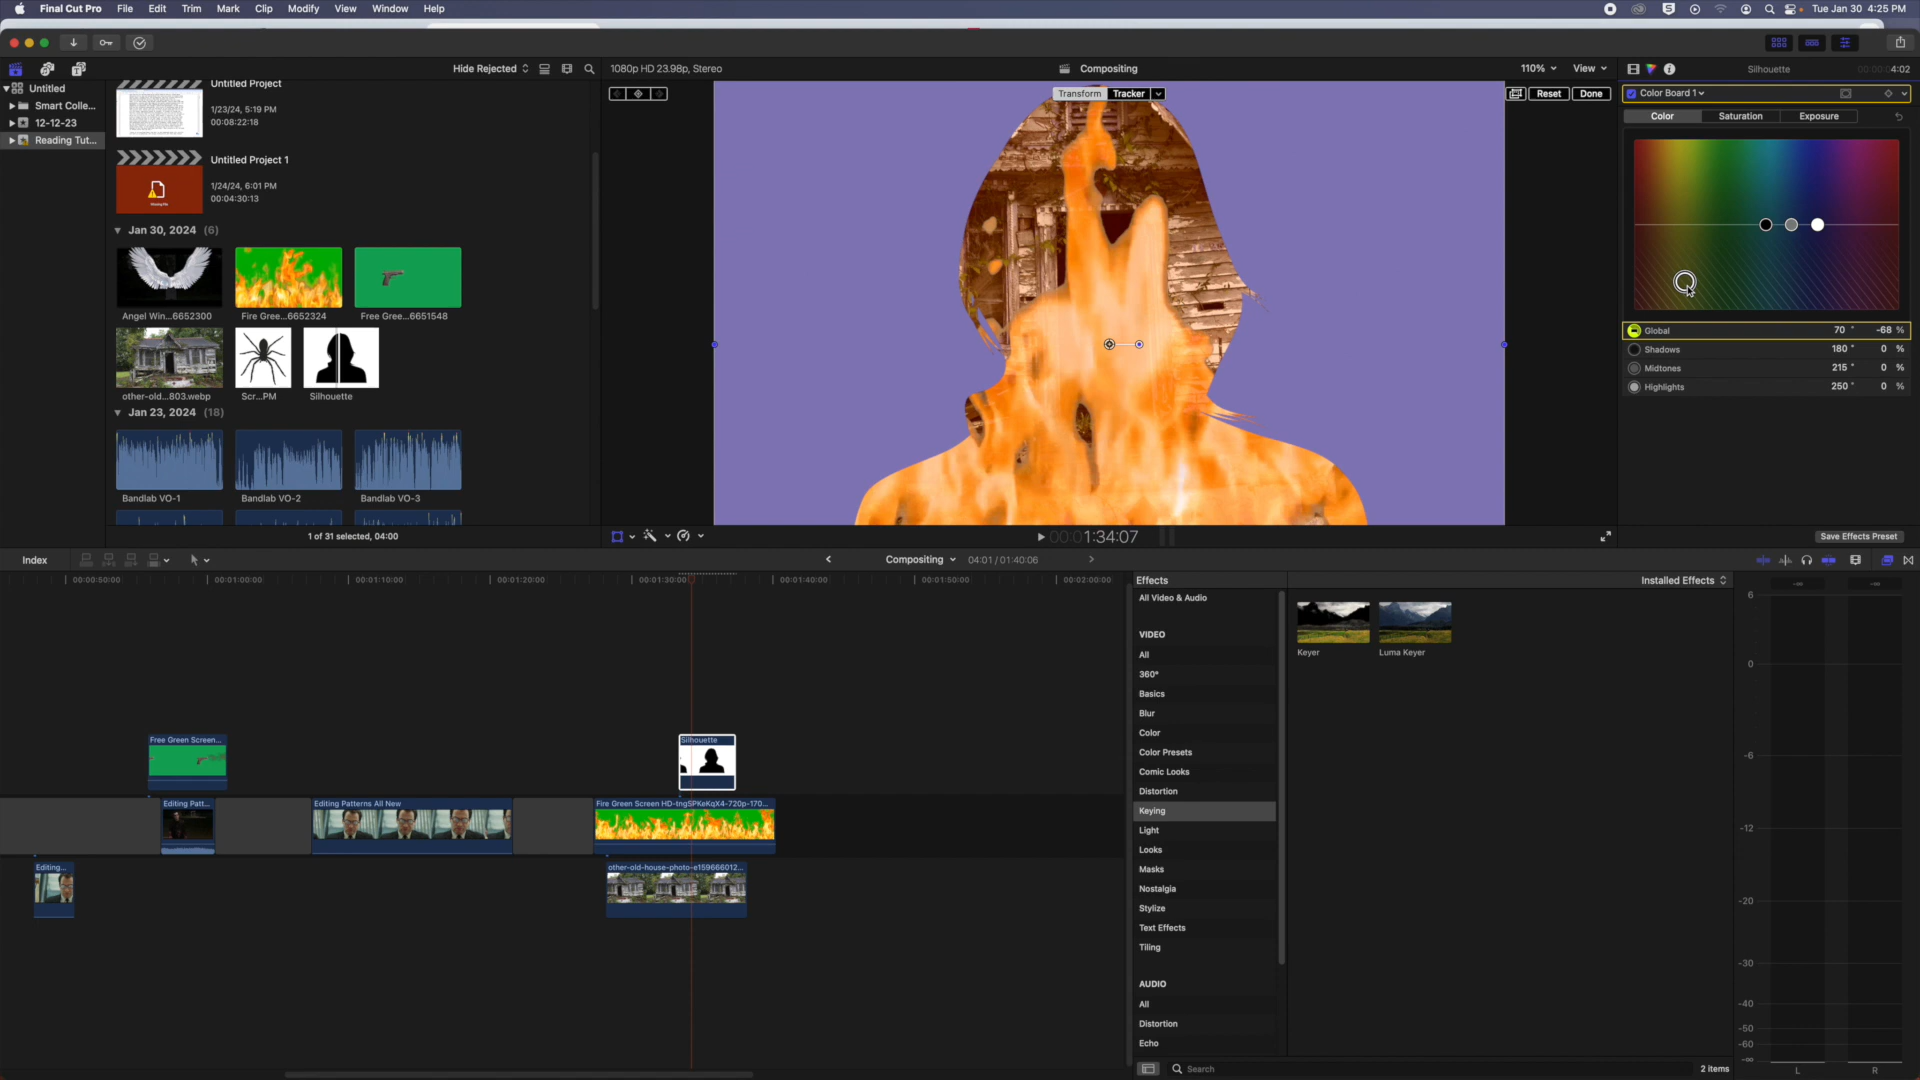 Final Cut Pro File Edit Trim Mark Clip Modify View Window Help
Tue Jan 30 4:25 PM
Hide Rejected
1080p HD 23.98p, Stereo
Compositing
110%
View
Silhouette
4:02
Untitled
Smart Colle...
12-12-23
Reading Tut...
Untitled Project
1/23/24, 5:19 PM
00:08:22:18
Untitled Project 1
1/24/24, 6:01 PM
00:04:30:13
Jan 30, 2024 (6)
Angel Win...6652300
Fire Gree...6652324
Free Gree...6651548
other-old...803.webp
Scr...PM
Silhouette
Jan 23, 2024 (18)
Bandlab VO-1
Bandlab VO-2
Bandlab VO-3
1 of 31 selected, 04:00
Transform
Tracker
Reset
Done
00:01:34:07
Color Board 1
Color
Saturation
Exposure
Global 70 ° -68 %
Shadows 180 ° 0 %
Midtones 215 ° 0 %
Highlights 250 ° 0 %
Save Effects Preset
Index
Compositing
04:01 / 01:40:06
00:00:50:00
00:01:00:00
00:01:10:00
00:01:20:00
00:01:30:00
00:01:40:00
00:01:50:00
00:02:00:00
Free Green Screen...
Silhouette
Editing Patt...
Editing Patterns All New
Fire Green Screen HD-tngSPKeKqX4-720p-170...
Editing...
other-old-house-photo-e159666012...
Effects
Installed Effects
All Video & Audio
VIDEO
All
360°
Basics
Blur
Color
Color Presets
Comic Looks
Distortion
Keying
Light
Looks
Masks
Nostalgia
Stylize
Text Effects
Tiling
AUDIO
All
Distortion
Echo
Keyer
Luma Keyer
Search
2 items
6
0
-6
-12
-20
-30
-40
-50
-60
-∞
L
R